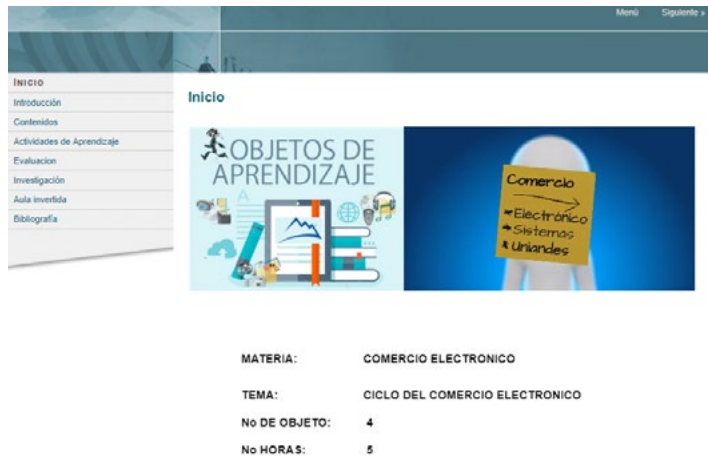 Menú Siguiente »
INICIO
Introducción
Contenidos
Actividades de Aprendizaje
Evaluacion
Investigación
Aula invertida
Bibliografía
Inicio
OBJETOS DE
APRENDIZAJE
Comercio
Electrónico
Sistemas
Uniandes
MATERIA: COMERCIO ELECTRONICO
TEMA: CICLO DEL COMERCIO ELECTRONICO
No DE OBJETO: 4
No HORAS: 5